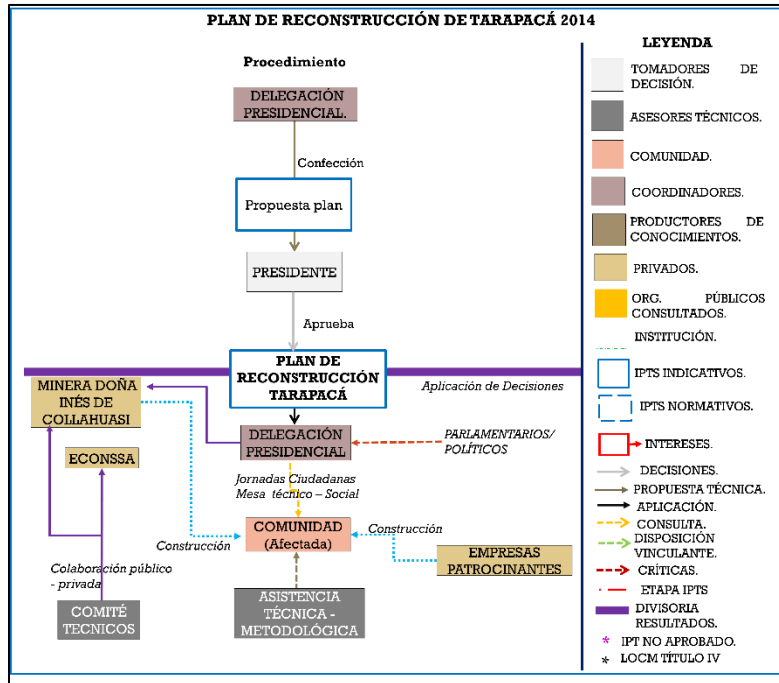 PLAN DE RECONSTRUCCIÓN DE TARAPACÁ 2014
Procedimiento
DELEGACIÓN
PRESIDENCIAL.
Confección
Propuesta plan
PRESIDENTE
Aprueba
PLAN DE
RECONSTRUCCIÓN
TARAPACÁ
Aplicación de Decisiones
MINERA DOÑA
INÉS DE
COLLAHUASI
DELEGACIÓN
PRESIDENCIAL
PARLAMENTARIOS/
POLÍTICOS
ECONSSA
Jornadas Ciudadanas
Mesa técnico – Social
COMUNIDAD
(Afectada)
Construcción
Construcción
EMPRESAS
PATROCINANTES
Colaboración público
- privada
COMITÉ
TECNICOS
ASISTENCIA
TÉCNICA -
METODOLÓGICA
LEYENDA
TOMADORES DE
DECISIÓN.
ASESORES TÉCNICOS.
COMUNIDAD.
COORDINADORES.
PRODUCTORES DE
CONOCIMIENTOS.
PRIVADOS.
ORG. PÚBLICOS
CONSULTADOS.
INSTITUCIÓN.
IPTS INDICATIVOS.
IPTS NORMATIVOS.
INTERESES.
DECISIONES.
PROPUESTA TÉCNICA.
APLICACIÓN.
CONSULTA.
DISPOSICIÓN
VINCULANTE.
CRÍTICAS.
ETAPA IPTS
DIVISORIA
RESULTADOS.
* IPT NO APROBADO.
* LOCM TÍTULO IV